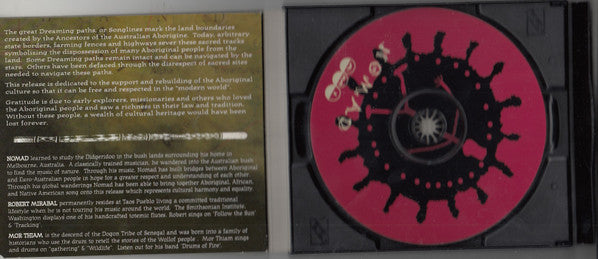 The great Dreaming paths, or Songlines mark the land boundaries
created by the Ancestors of the Australian Aborigine. Today, arbitrary
state borders, farming fences and highways sever these sacred tracks
symbolising the dispossession of many Aboriginal people from the
land. Some Dreaming paths remain intact and can be navigated by the
stars. Others have been defaced through the disrespect of sacred sites
needed to navigate these paths.
This release is dedicated to the support and rebuilding of the Aboriginal
culture so that it can be free and respected in the "modern world".
Gratitude is due to early explorers, missionaries and others who loved
the Aboriginal people and saw a richness in their law and tradition.
Without these people, a wealth of cultural heritage would have been
lost forever.
NOMAD learned to study the Didgeridoo in the bush lands surrounding his home in
Melbourne, Australia. A classically trained musician, he wandered into the Australian bush
to find the music of nature. Through his music, Nomad has built bridges between Aboriginal
and Euro-Australian people in hope for a greater respect and understanding of each other.
Through his global wanderings Nomad has been able to bring together Aboriginal, African
and Native American song onto this release which represents cultural harmony and equality.
ROBERT MIRABAL permanently resides at Taos Pueblo living a committed traditional
lifestyle when he is not touring his music around the world. The Smithsonian Institute,
Washington displayed one of his handcrafted totemic flutes. Robert sings on 'Follow the Sun'
& 'Tracking'.
MOR THIAM is the descent of the Dogon Tribe of Senegal and was born into a family of
historians who use the drum to retell the stories of the Wollof people. Mor Thiam sings
and drums on "gathering" & "Wildlife". Listen out for his band 'Drums of Fire'.
NOMAD